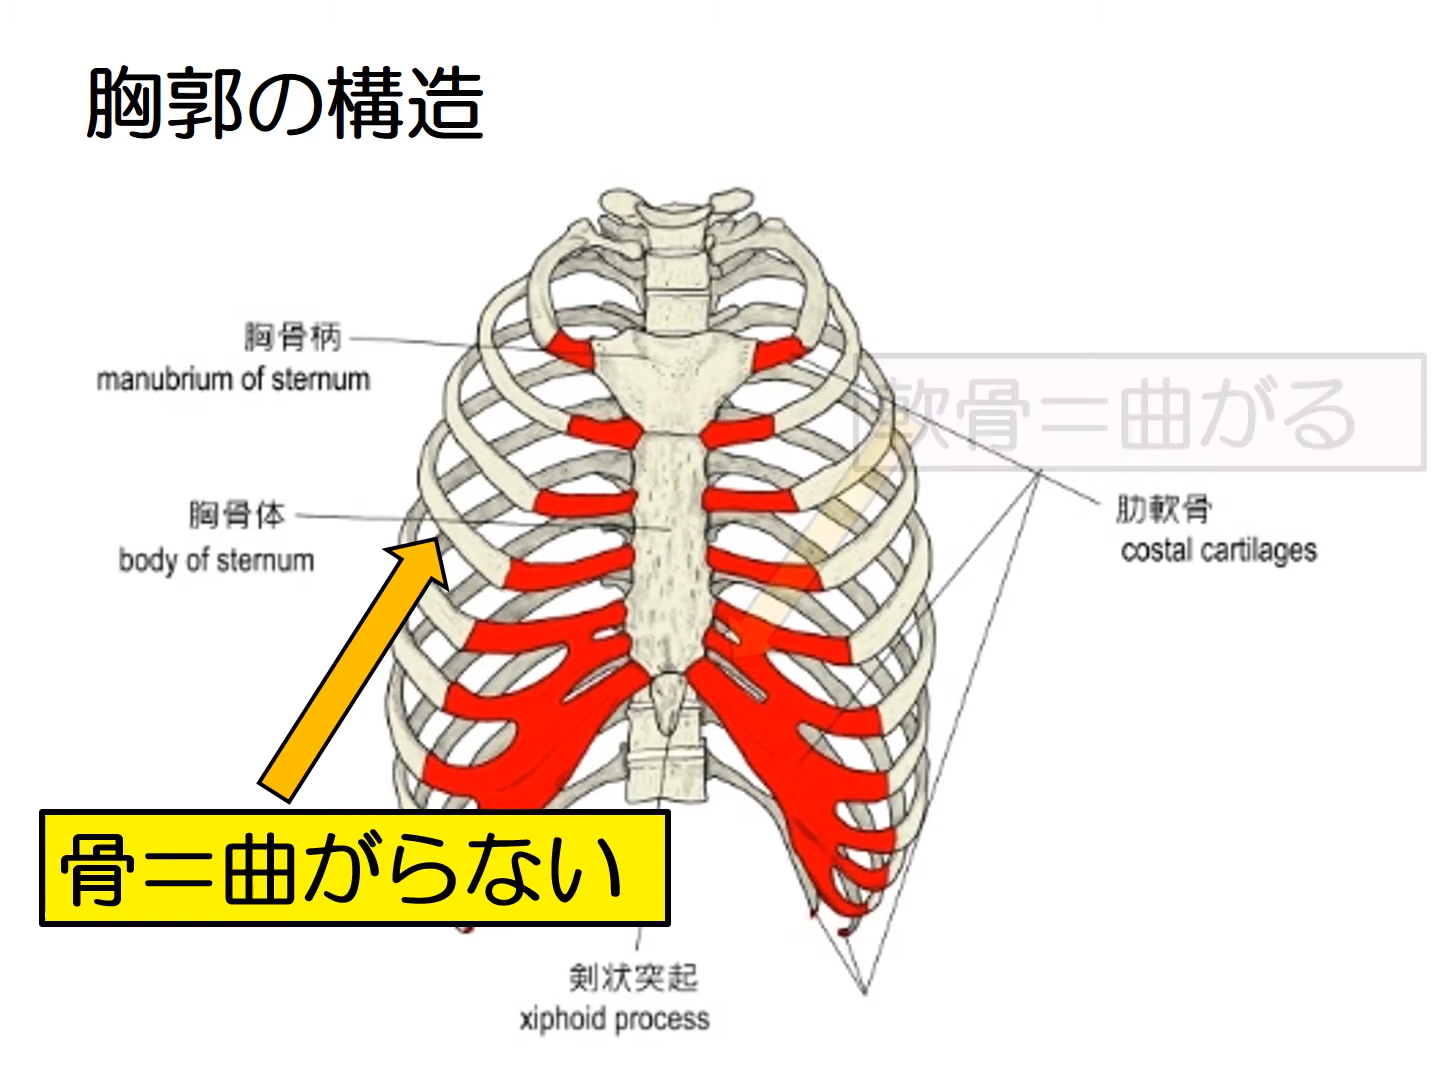 胸郭の構造
胸骨柄
manubrium of sternum
軟骨＝曲がる
胸骨体
body of sternum
肋軟骨
costal cartilages
骨＝曲がらない
剣状突起
xiphoid process